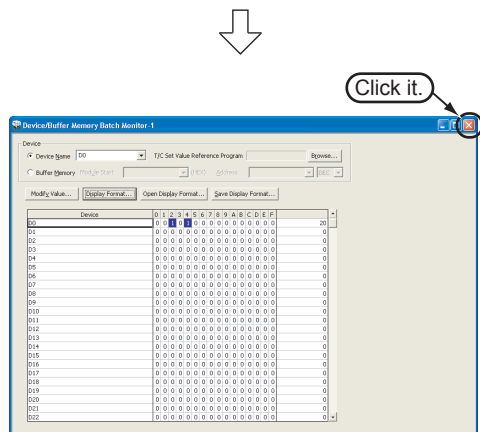 Click it.
Device/Buffer Memory Batch Monitor-1
Device
Device Name D0 T/C Set Value Reference Program Browse...
Buffer Memory Module Start (HEX) Address DEC
Modify Value... Display Format... Open Display Format... Save Display Format...
Device 0 1 2 3 4 5 6 7 8 9 A B C D E F
D0 0 0 1 0 1 0 0 0 0 0 0 0 0 0 0 0 20
D1 0 0 0 0 0 0 0 0 0 0 0 0 0 0 0 0 0
D2 0 0 0 0 0 0 0 0 0 0 0 0 0 0 0 0 0
D3 0 0 0 0 0 0 0 0 0 0 0 0 0 0 0 0 0
D4 0 0 0 0 0 0 0 0 0 0 0 0 0 0 0 0 0
D5 0 0 0 0 0 0 0 0 0 0 0 0 0 0 0 0 0
D6 0 0 0 0 0 0 0 0 0 0 0 0 0 0 0 0 0
D7 0 0 0 0 0 0 0 0 0 0 0 0 0 0 0 0 0
D8 0 0 0 0 0 0 0 0 0 0 0 0 0 0 0 0 0
D9 0 0 0 0 0 0 0 0 0 0 0 0 0 0 0 0 0
D10 0 0 0 0 0 0 0 0 0 0 0 0 0 0 0 0 0
D11 0 0 0 0 0 0 0 0 0 0 0 0 0 0 0 0 0
D12 0 0 0 0 0 0 0 0 0 0 0 0 0 0 0 0 0
D13 0 0 0 0 0 0 0 0 0 0 0 0 0 0 0 0 0
D14 0 0 0 0 0 0 0 0 0 0 0 0 0 0 0 0 0
D15 0 0 0 0 0 0 0 0 0 0 0 0 0 0 0 0 0
D16 0 0 0 0 0 0 0 0 0 0 0 0 0 0 0 0 0
D17 0 0 0 0 0 0 0 0 0 0 0 0 0 0 0 0 0
D18 0 0 0 0 0 0 0 0 0 0 0 0 0 0 0 0 0
D19 0 0 0 0 0 0 0 0 0 0 0 0 0 0 0 0 0
D20 0 0 0 0 0 0 0 0 0 0 0 0 0 0 0 0 0
D21 0 0 0 0 0 0 0 0 0 0 0 0 0 0 0 0 0
D22 0 0 0 0 0 0 0 0 0 0 0 0 0 0 0 0 0